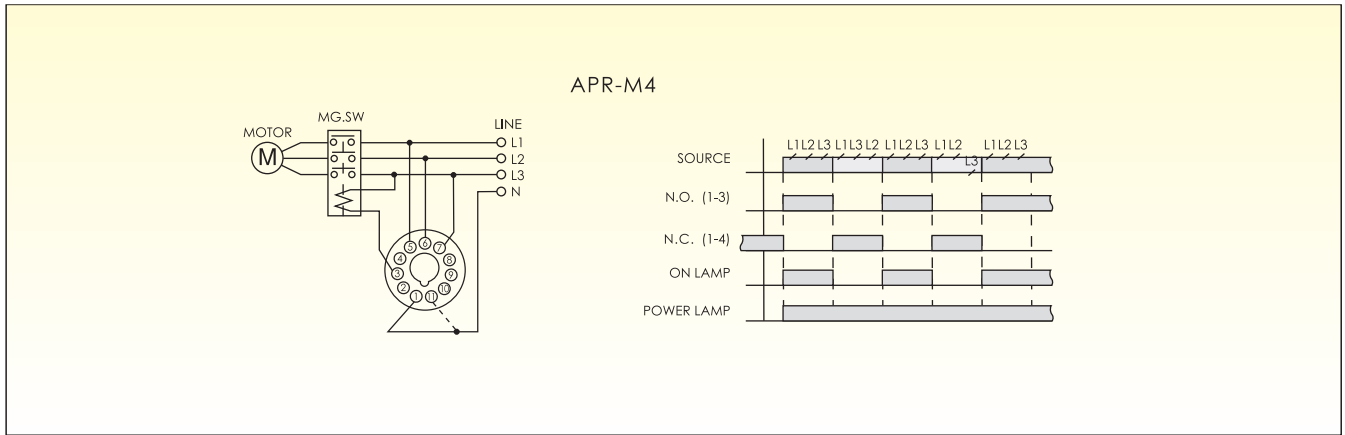 APR-M4
MG.SW
MOTOR
LINE
M
L1
L2
L3
N
5 6 7
4 8
3 9
2 10
1 11
L1 L2 L3 L1 L3 L2 L1 L2 L3 L1 L2 L1 L2 L3
SOURCE
L3
N.O. (1-3)
N.C. (1-4)
ON LAMP
POWER LAMP